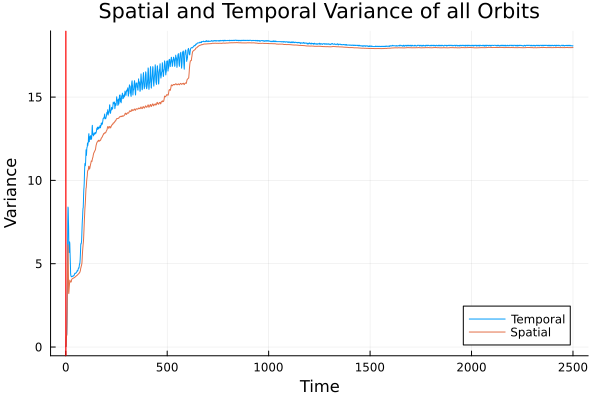 Spatial and Temporal Variance of all Orbits
Variance
15
10
5
0
Temporal
Spatial
0 500 1000 1500 2000 2500
Time